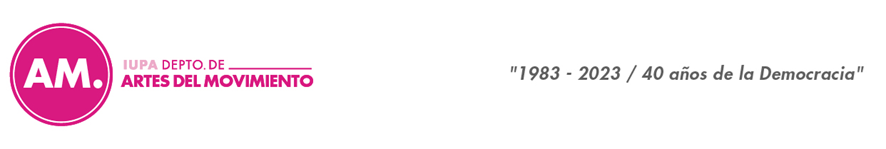 AM.
IUPA DEPTO. DE
ARTES DEL MOVIMIENTO
"1983 - 2023 / 40 años de la Democracia"